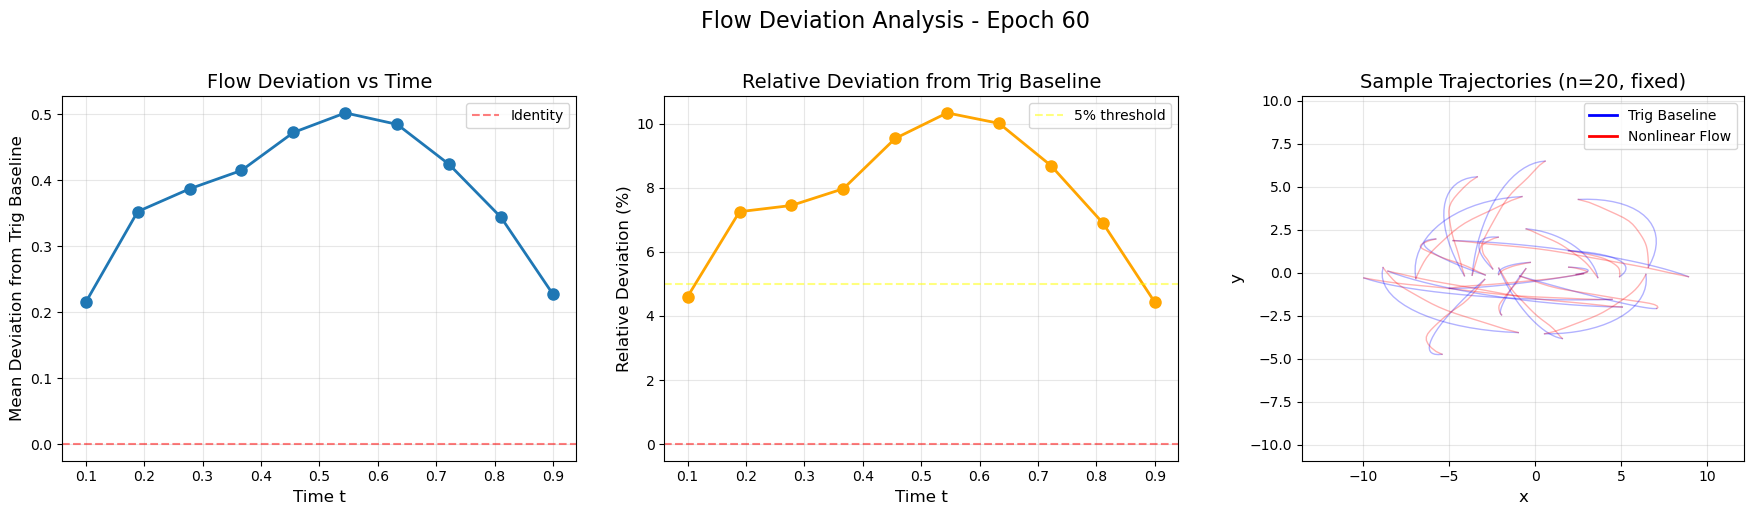 Flow Deviation Analysis - Epoch 60
Flow Deviation vs Time
Mean Deviation from Trig Baseline
0.5
0.4
0.3
0.2
0.1
0.0
Identity
0.1 0.2 0.3 0.4 0.5 0.6 0.7 0.8 0.9
Time t
Relative Deviation from Trig Baseline
Relative Deviation (%)
10
8
6
4
2
0
5% threshold
0.1 0.2 0.3 0.4 0.5 0.6 0.7 0.8 0.9
Time t
Sample Trajectories (n=20, fixed)
y
10.0
7.5
5.0
2.5
0.0
−2.5
−5.0
−7.5
−10.0
Trig Baseline
Nonlinear Flow
−10 −5 0 5 10
x